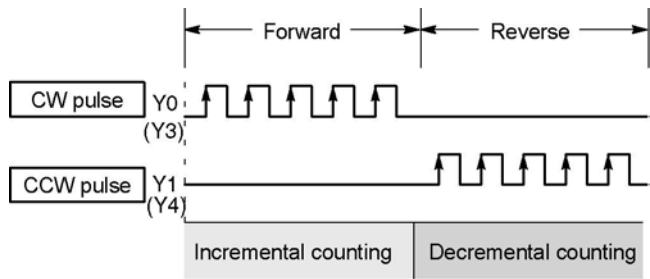 Forward Reverse
CW pulse Y0
(Y3)
CCW pulse Y1
(Y4)
Incremental counting Decremental counting